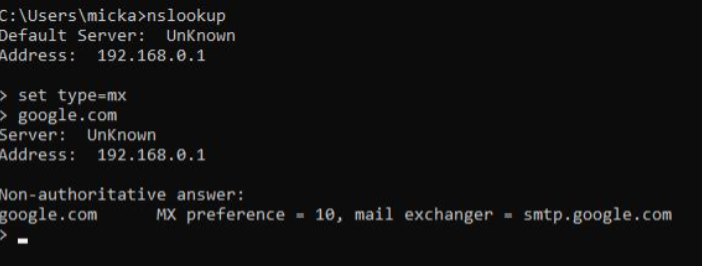 C:\Users\micka>nslookup
Default Server:  UnKnown
Address:  192.168.0.1
> set type=mx
> google.com
Server:  UnKnown
Address:  192.168.0.1
Non-authoritative answer:
google.com      MX preference = 10, mail exchanger = smtp.google.com
>